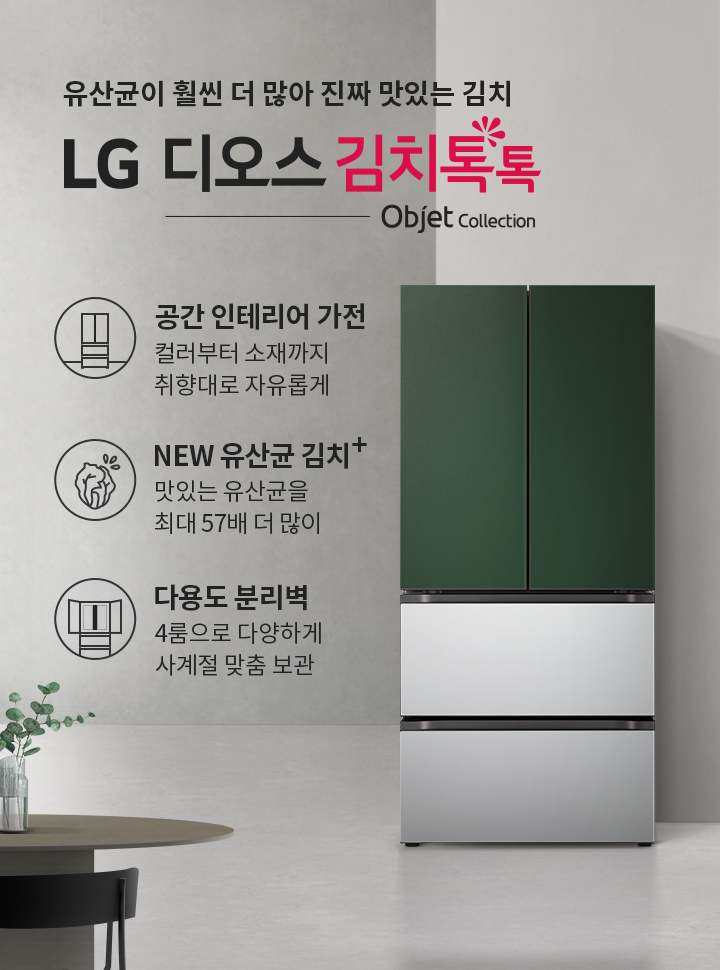 유산균이 훨씬 더 많아 진짜 맛있는 김치
LG 디오스 김치톡톡
Objet Collection
공간 인테리어 가전
컬러부터 소재까지
취향대로 자유롭게
NEW 유산균 김치+
맛있는 유산균을
최대 57배 더 많이
다용도 분리벽
4룸으로 다양하게
사계절 맞춤 보관